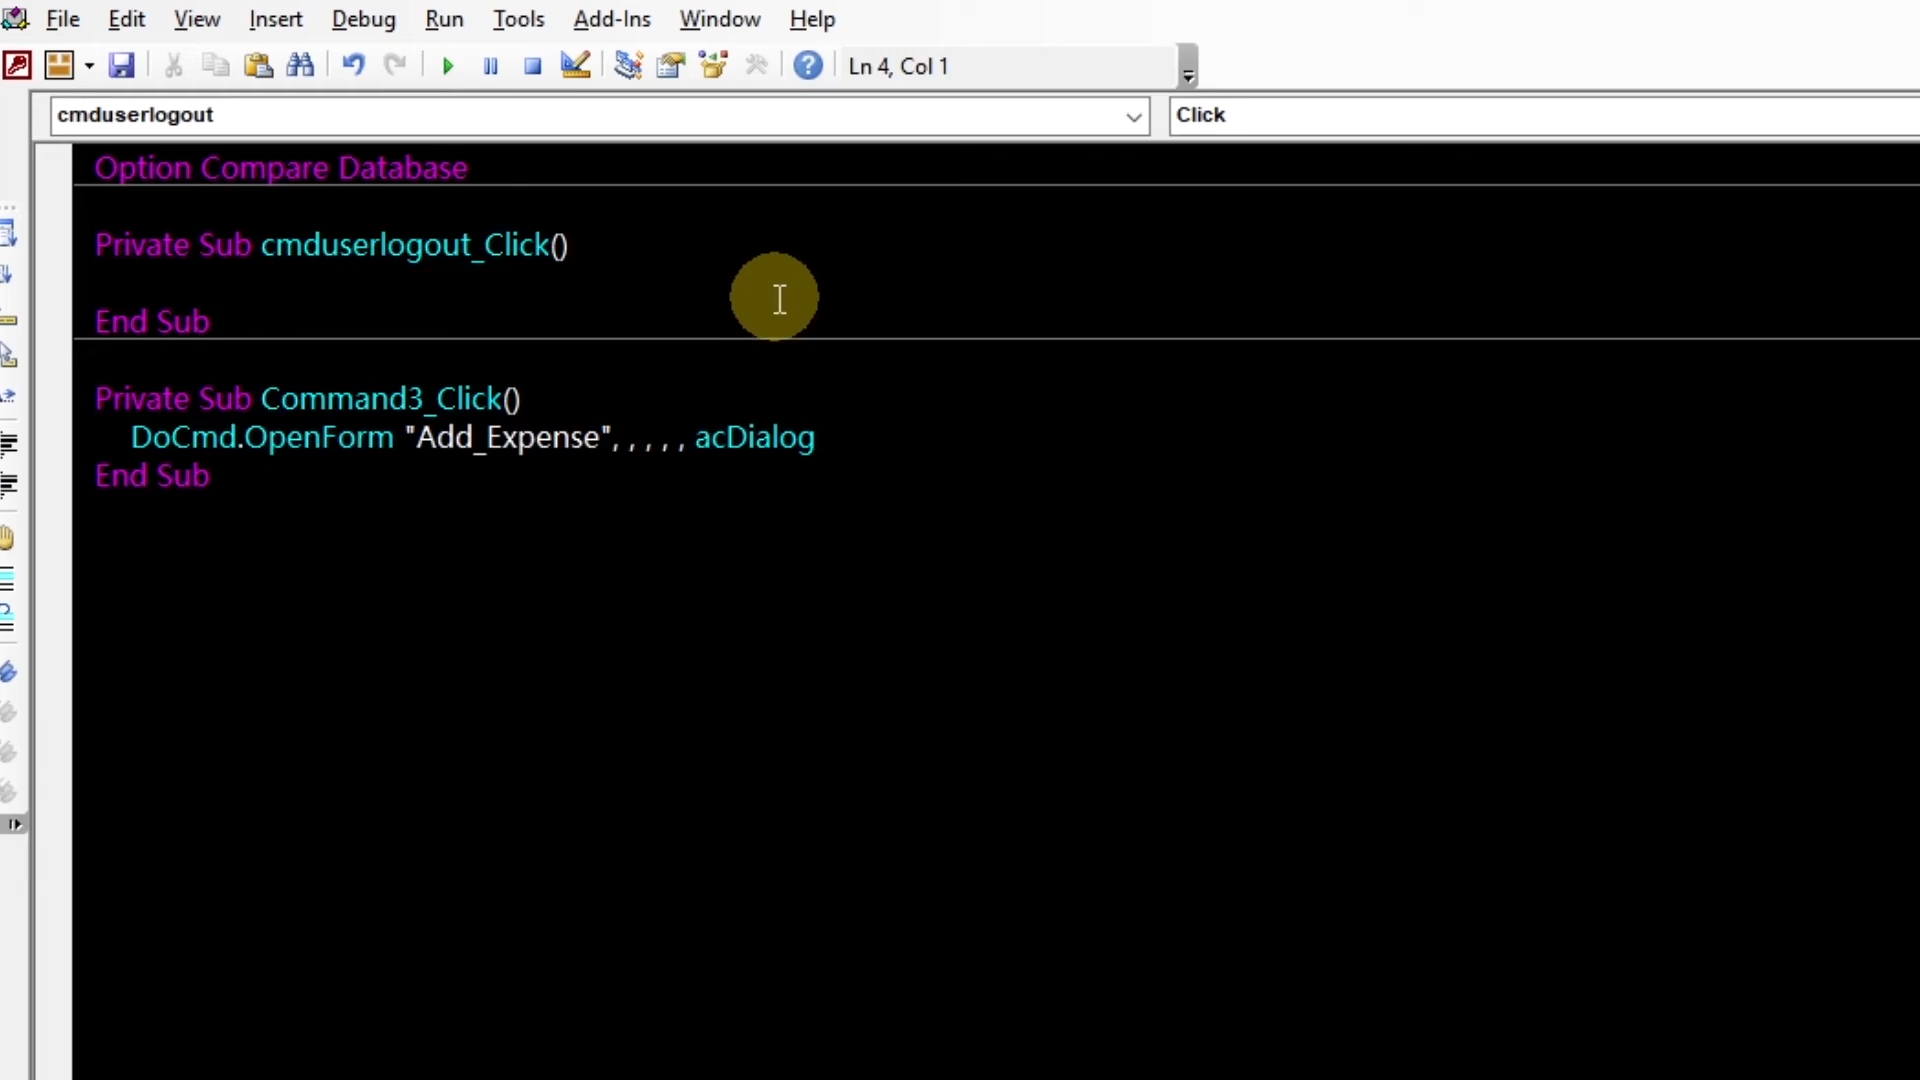 File Edit View Insert Debug Run Tools Add-Ins Window Help
Ln 4, Col 1
cmduserlogout Click
Option Compare Database
Private Sub cmduserlogout_Click()
End Sub
Private Sub Command3_Click()
DoCmd.OpenForm "Add_Expense", , , , , acDialog
End Sub